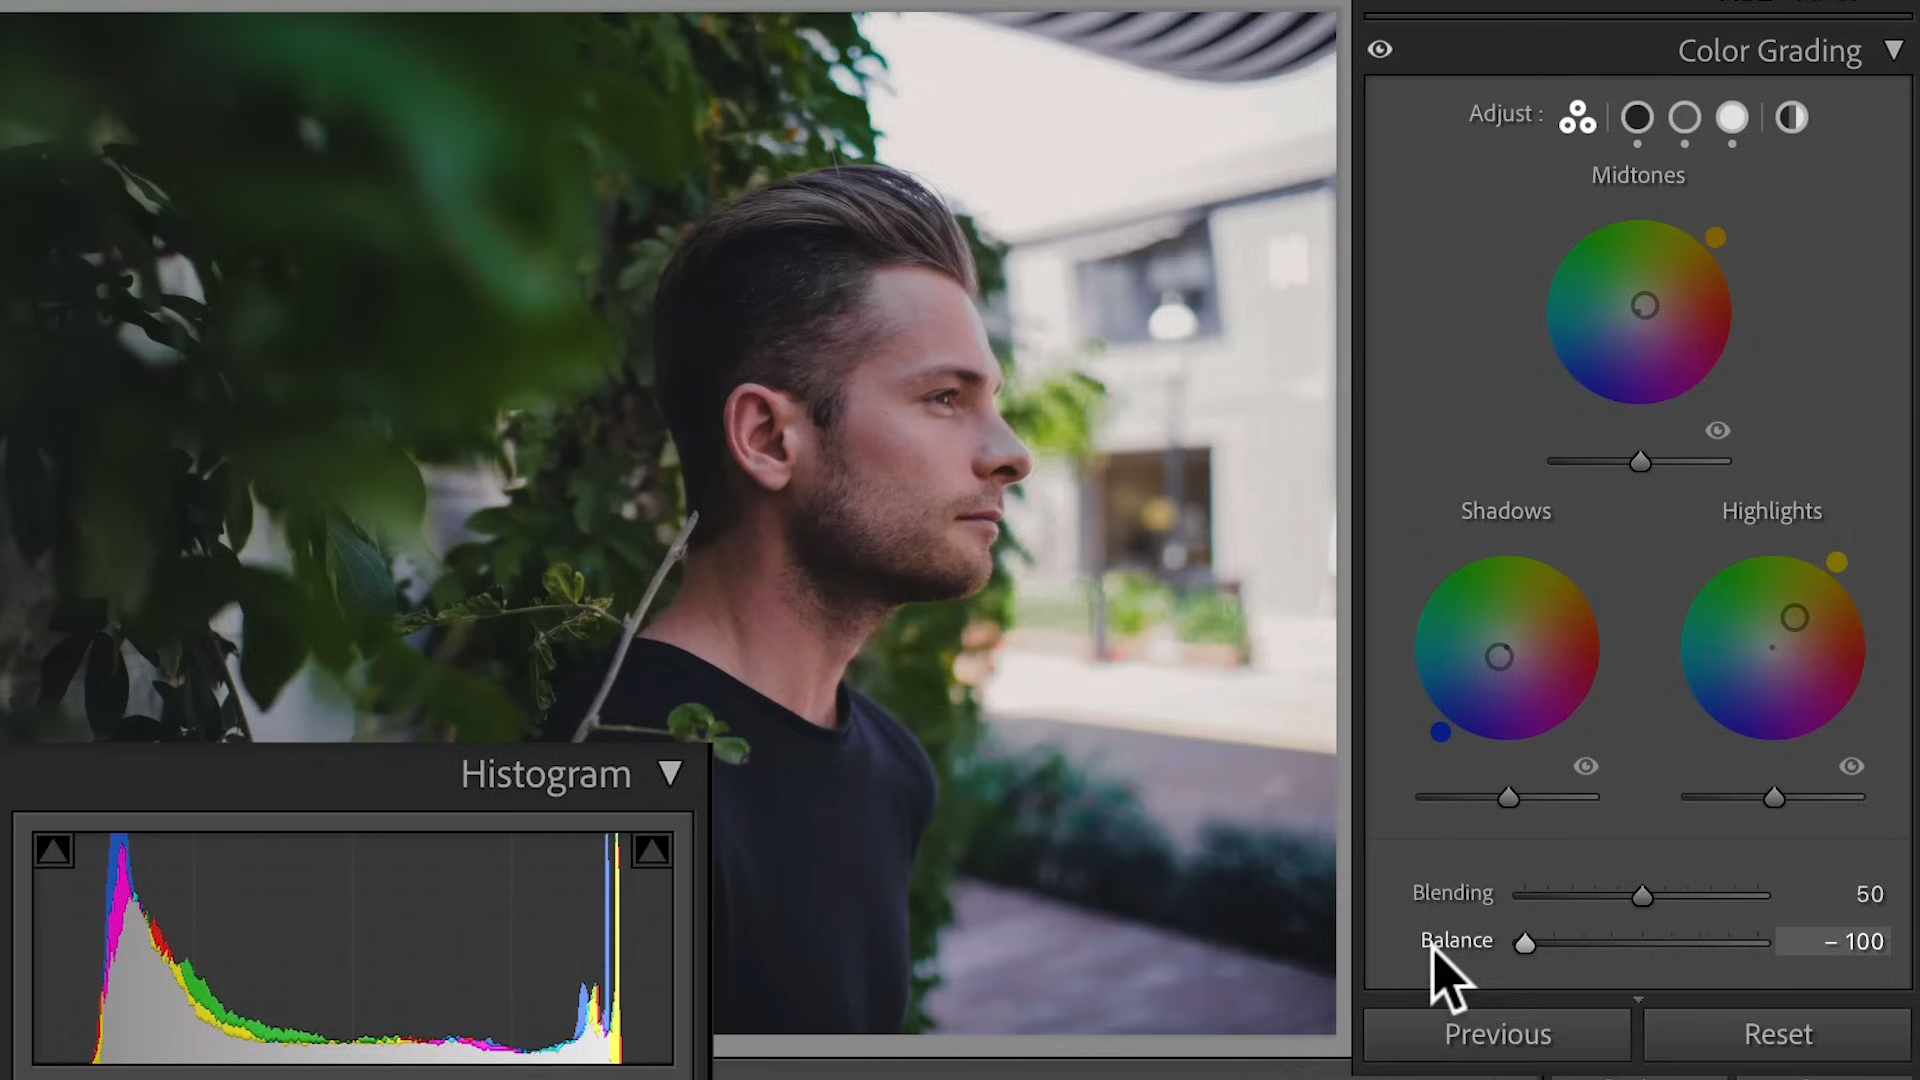 Color Grading
Adjust :
Midtones
Shadows
Highlights
Blending
50
Balance
– 100
Previous
Reset
Histogram